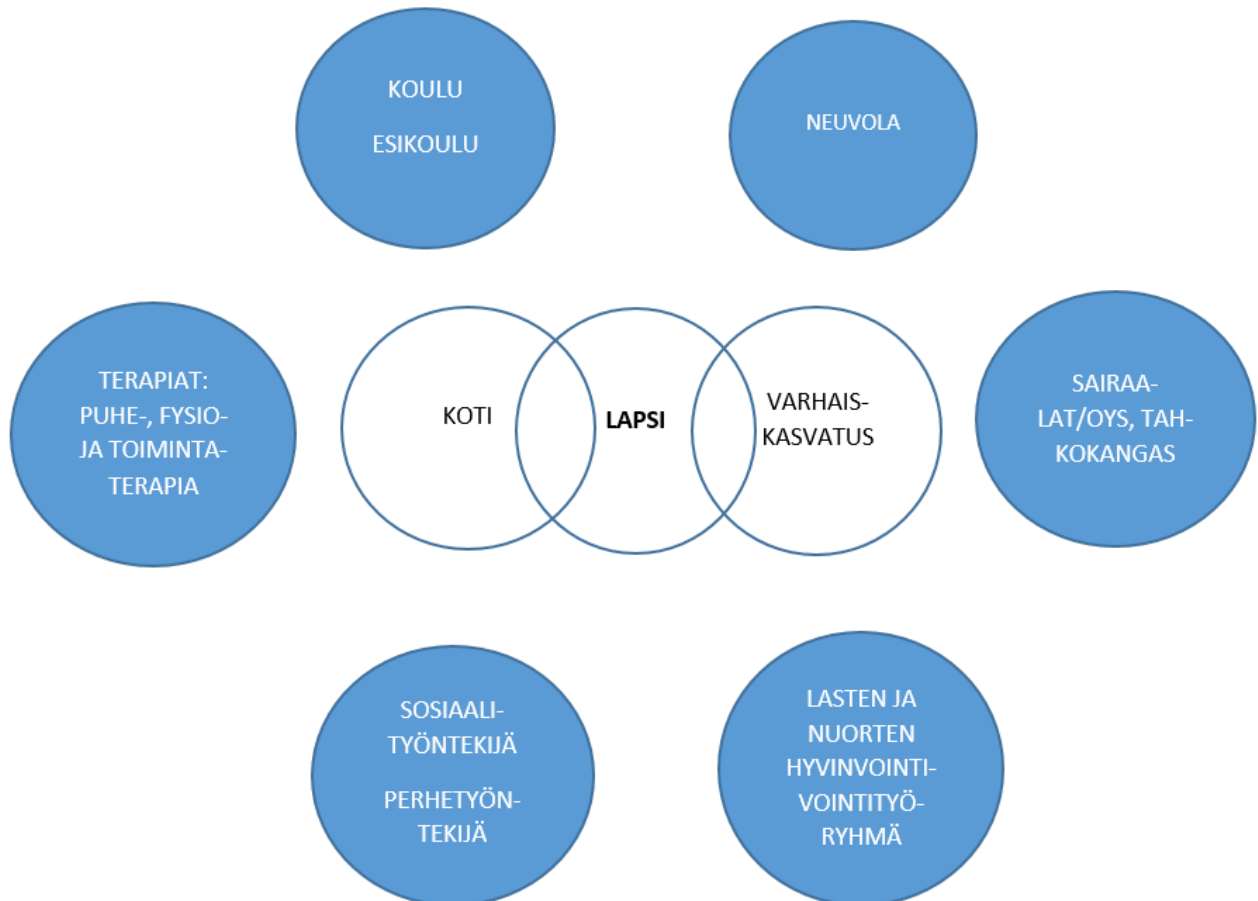 KOULU
ESIKOULU
NEUVOLA
TERAPIAT:
PUHE-, FYSIO-
JA TOIMINTA-
TERAPIA
KOTI
LAPSI
VARHAIS-
KASVATUS
SAIRAA-
LAT/OYS, TAH-
KOKANGAS
SOSIAALI-
TYÖNTEKIJÄ
PERHETYÖN-
TEKIJÄ
LASTEN JA
NUORTEN
HYVINVOINTI-
VOINTITYÖ-
RYHMÄ